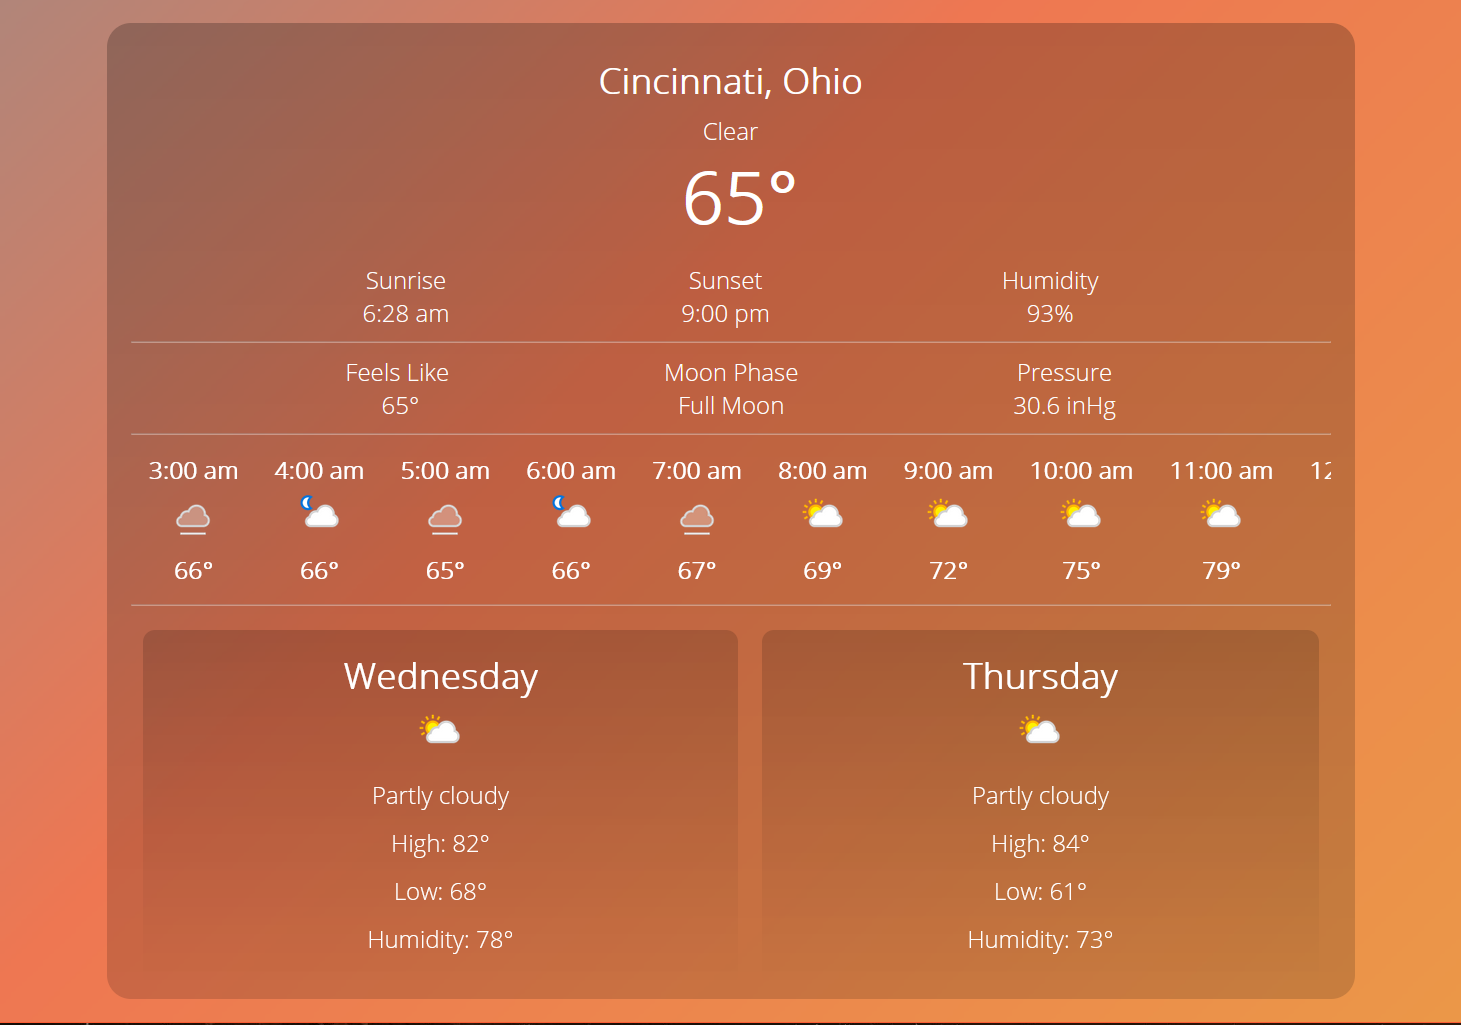 Cincinnati, Ohio
Clear
65°
Sunrise Sunset Humidity
6:28 am 9:00 pm 93%
Feels Like Moon Phase Pressure
65° Full Moon 30.6 inHg
3:00 am 4:00 am 5:00 am 6:00 am 7:00 am 8:00 am 9:00 am 10:00 am 11:00 am 12
66° 66° 65° 66° 67° 69° 72° 75° 79°
Wednesday Thursday
Partly cloudy Partly cloudy
High: 82° High: 84°
Low: 68° Low: 61°
Humidity: 78° Humidity: 73°